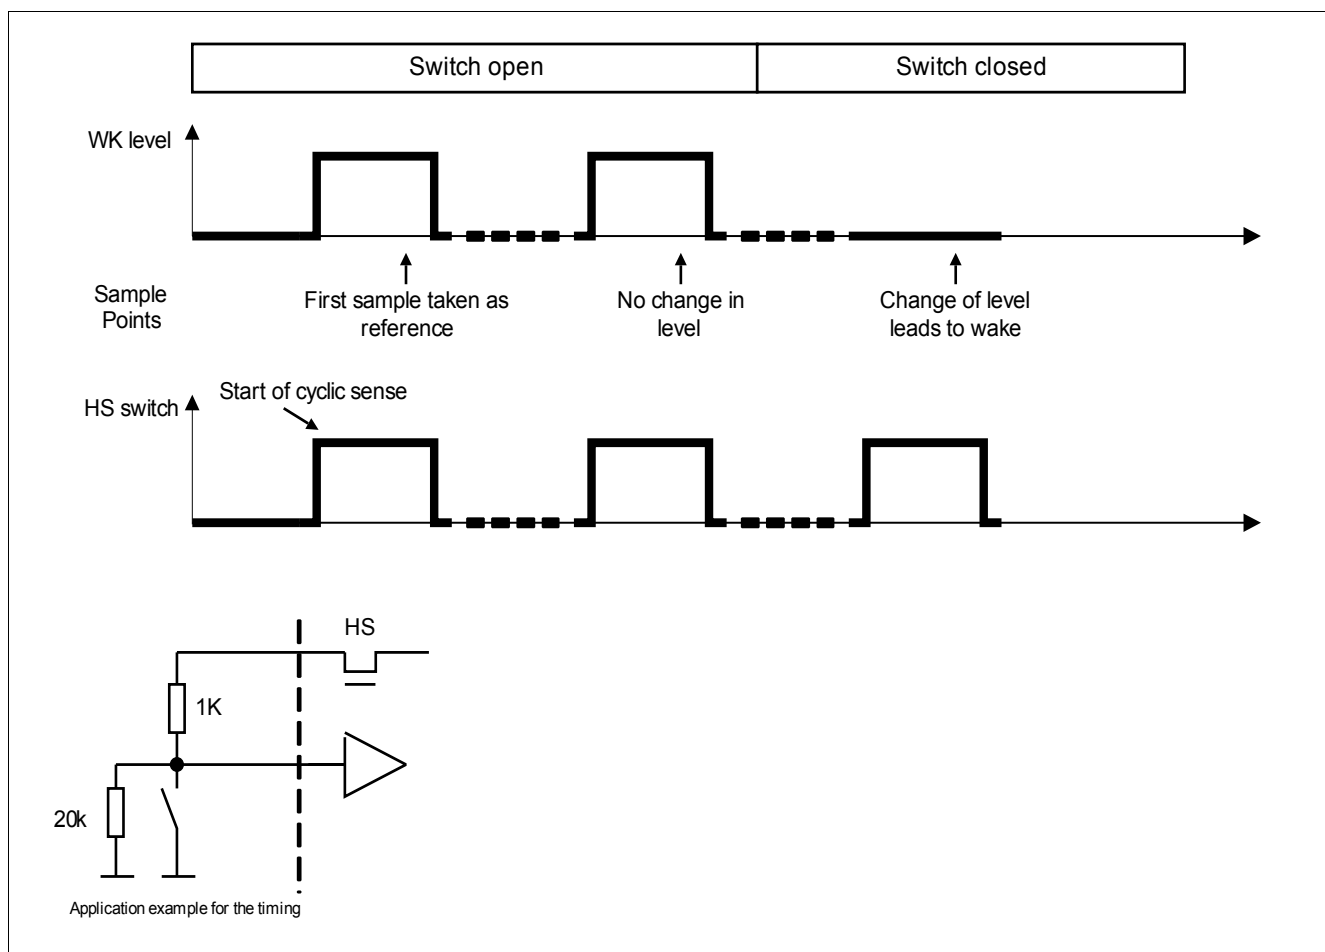 Switch open
Switch closed
WK level
Sample
Points
First sample taken as
reference
No change in
level
Change of level
leads to wake
Start of cyclic sense
HS switch
HS
1K
20k
Application example for the timing